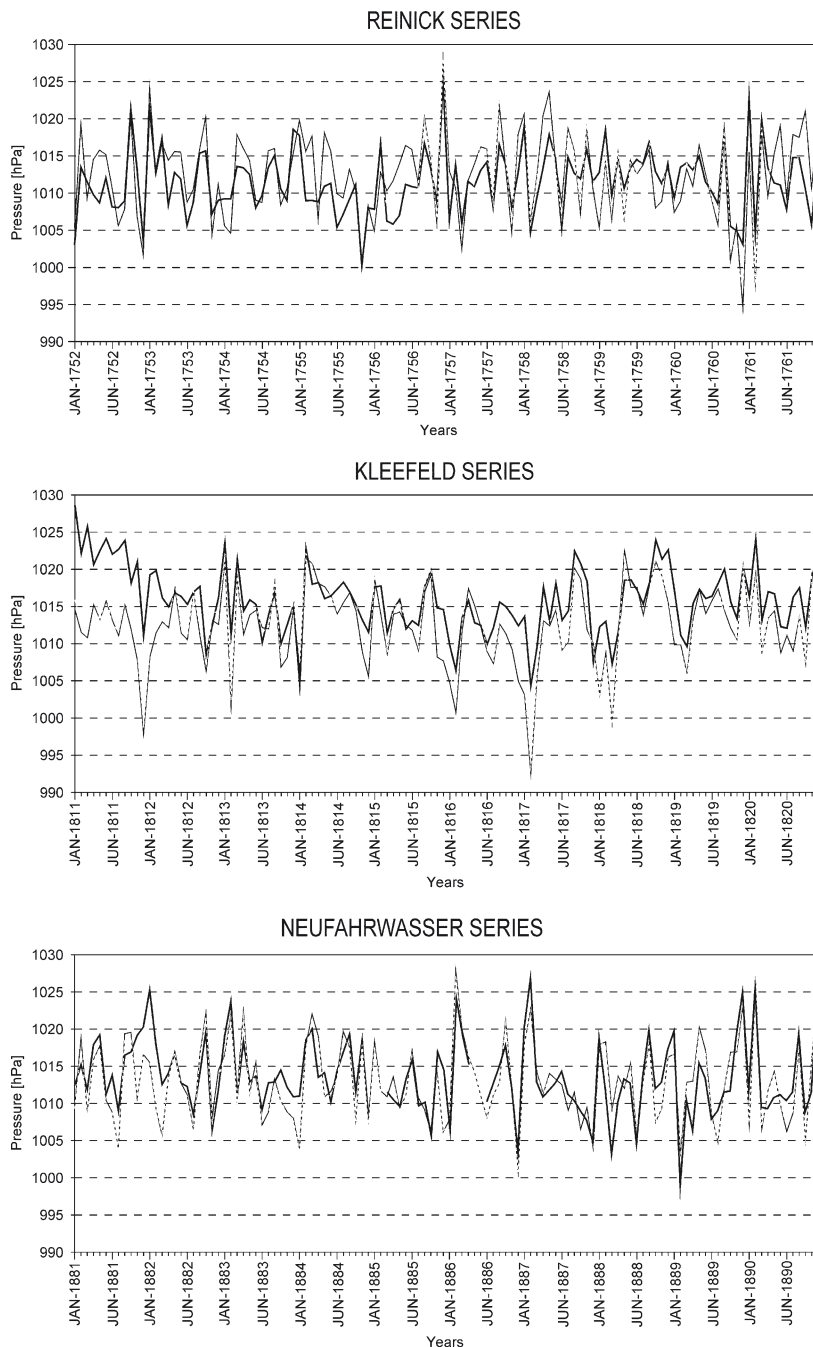 REINICK SERIES
Pressure [hPa]
1030
1025
1020
1015
1010
1005
1000
995
990
JAN-1752
JUN-1752
JAN-1753
JUN-1753
JAN-1754
JUN-1754
JAN-1755
JUN-1755
JAN-1756
JUN-1756
JAN-1757
JUN-1757
JAN-1758
JUN-1758
JAN-1759
JUN-1759
JAN-1760
JUN-1760
JAN-1761
JUN-1761
Years
KLEEFELD SERIES
Pressure [hPa]
1030
1025
1020
1015
1010
1005
1000
995
990
JAN-1811
JUN-1811
JAN-1812
JUN-1812
JAN-1813
JUN-1813
JAN-1814
JUN-1814
JAN-1815
JUN-1815
JAN-1816
JUN-1816
JAN-1817
JUN-1817
JAN-1818
JUN-1818
JAN-1819
JUN-1819
JAN-1820
JUN-1820
Years
NEUFAHRWASSER SERIES
Pressure [hPa]
1030
1025
1020
1015
1010
1005
1000
995
990
JAN-1881
JUN-1881
JAN-1882
JUN-1882
JAN-1883
JUN-1883
JAN-1884
JUN-1884
JAN-1885
JUN-1885
JAN-1886
JUN-1886
JAN-1887
JUN-1887
JAN-1888
JUN-1888
JAN-1889
JUN-1889
JAN-1890
JUN-1890
Years